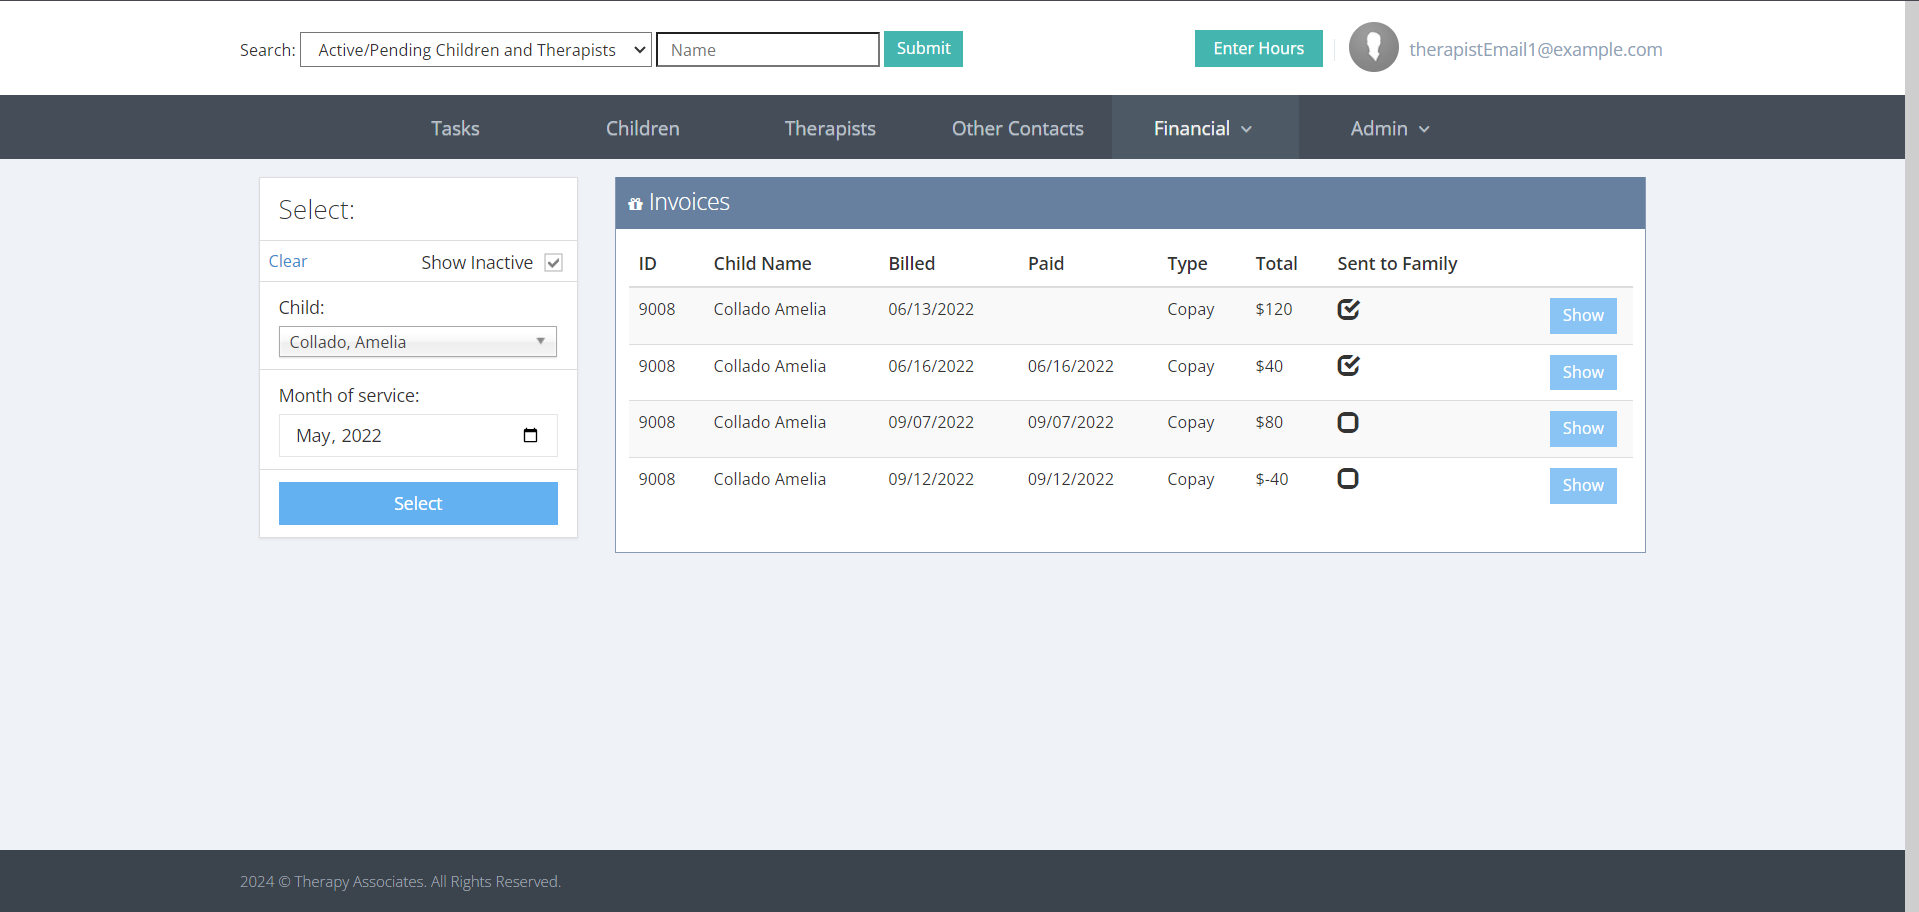 Search: Active/Pending Children and Therapists Name Submit Enter Hours therapistEmail1@example.com
Tasks Children Therapists Other Contacts Financial Admin
Select:
Clear Show Inactive
Child:
Collado, Amelia
Month of service:
May, 2022
Select
Invoices
ID Child Name Billed Paid Type Total Sent to Family
9008 Collado Amelia 06/13/2022 Copay $120 Show
9008 Collado Amelia 06/16/2022 06/16/2022 Copay $40 Show
9008 Collado Amelia 09/07/2022 09/07/2022 Copay $80 Show
9008 Collado Amelia 09/12/2022 09/12/2022 Copay $-40 Show
2024 © Therapy Associates. All Rights Reserved.